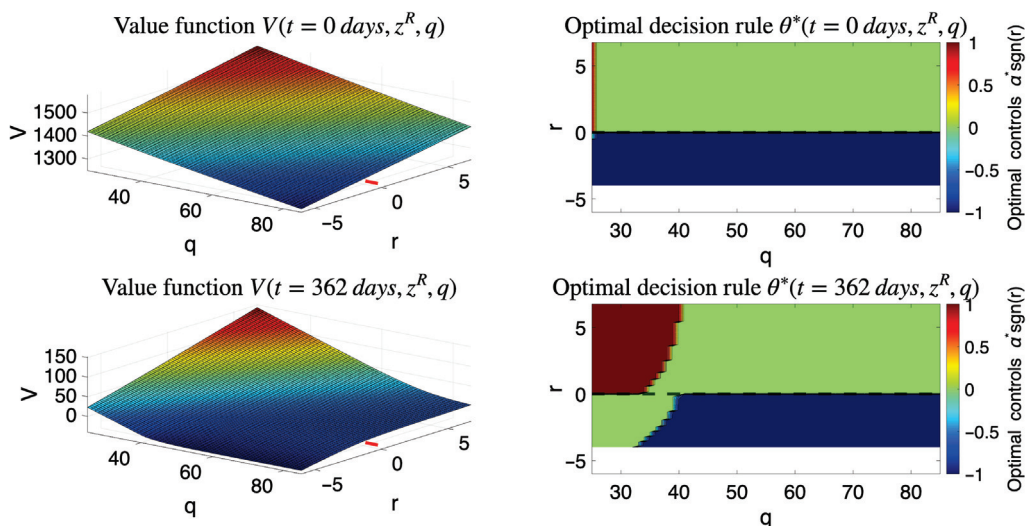 Value function V(t = 0 days, z^R, q)
1500
1400
1300
V
40
60
80
q
-5
0
5
r
Optimal decision rule θ*(t = 0 days, z^R, q)
5
0
-5
r
30 40 50 60 70 80
q
1
0.5
0
-0.5
-1
Optimal controls α* sgn(r)
Value function V(t = 362 days, z^R, q)
150
100
50
0
V
40
60
80
q
-5
0
5
r
Optimal decision rule θ*(t = 362 days, z^R, q)
5
0
-5
r
30 40 50 60 70 80
q
1
0.5
0
-0.5
-1
Optimal controls α* sgn(r)